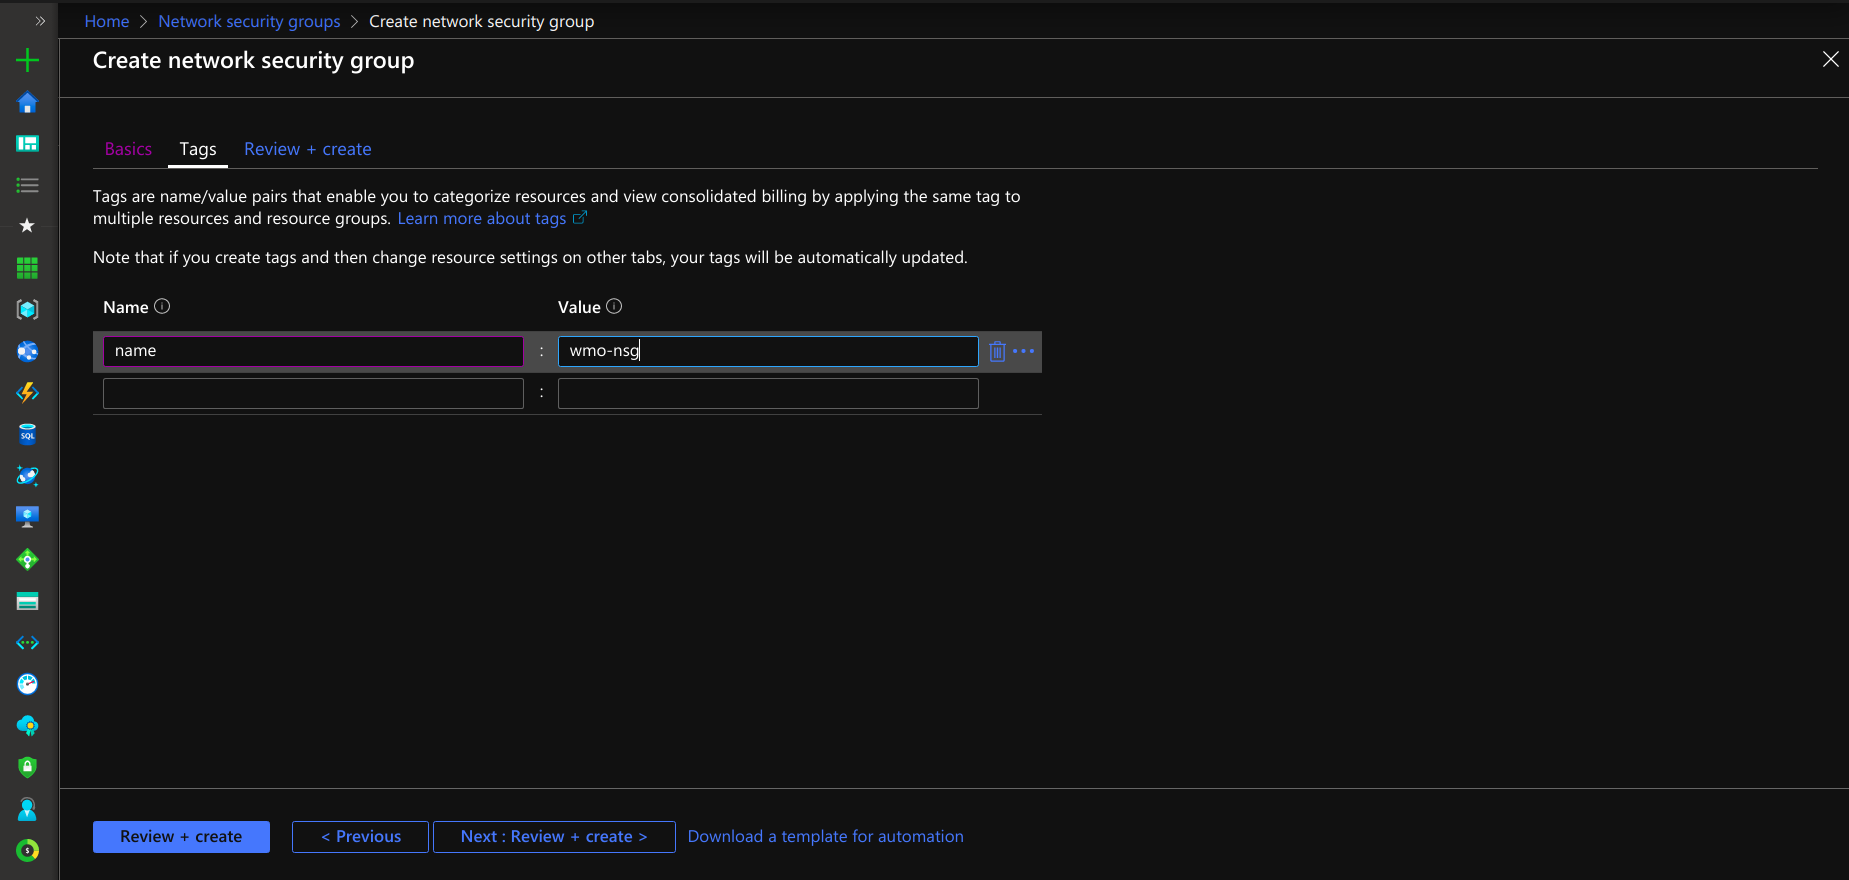 Home > Network security groups > Create network security group
Create network security group
Basics Tags Review + create
Tags are name/value pairs that enable you to categorize resources and view consolidated billing by applying the same tag to
multiple resources and resource groups. Learn more about tags
Note that if you create tags and then change resource settings on other tabs, your tags will be automatically updated.
Name Value
name : wmo-nsg
:
SQL
Review + create < Previous Next : Review + create > Download a template for automation